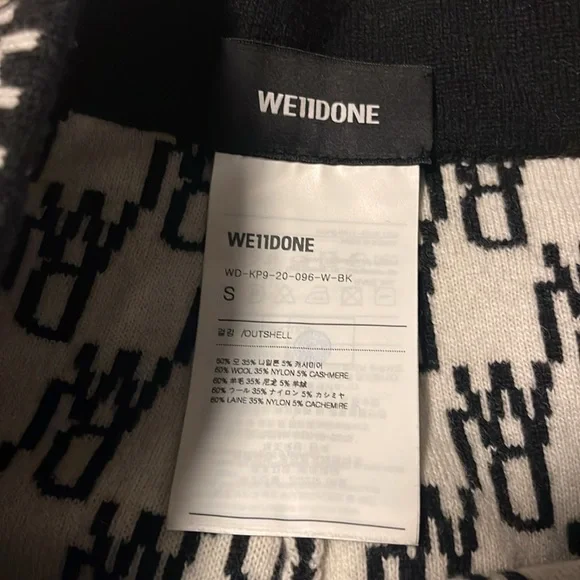 WE11DONE
WE11DONE
WD-KP9-20-096-W-BK
S
겉감 /OUTSHELL
60% 모 35% 나일론 5% 캐시미어
60% WOOL 35% NYLON 5% CASHMERE
60% 羊毛 35% 尼龙 5% 羊绒
60% ウール 35% ナイロン 5% カシミヤ
60% LAINE 35% NYLON 5% CACHEMIRE